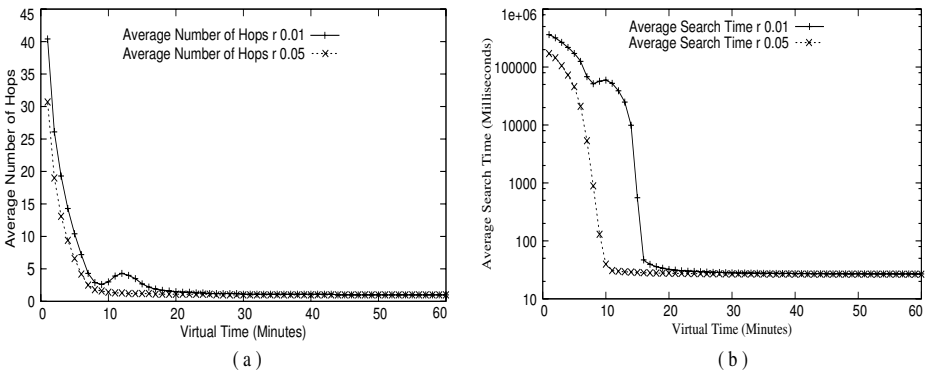 45
40
35
30
25
20
15
10
5
0
Average Number of Hops
Average Number of Hops r 0.01
Average Number of Hops r 0.05
0 10 20 30 40 50 60
Virtual Time (Minutes)
(a)
1e+06
100000
10000
1000
100
10
Average Search Time (Milliseconds)
Average Search Time r 0.01
Average Search Time r 0.05
0 10 20 30 40 50 60
Virtual Time (Minutes)
(b)